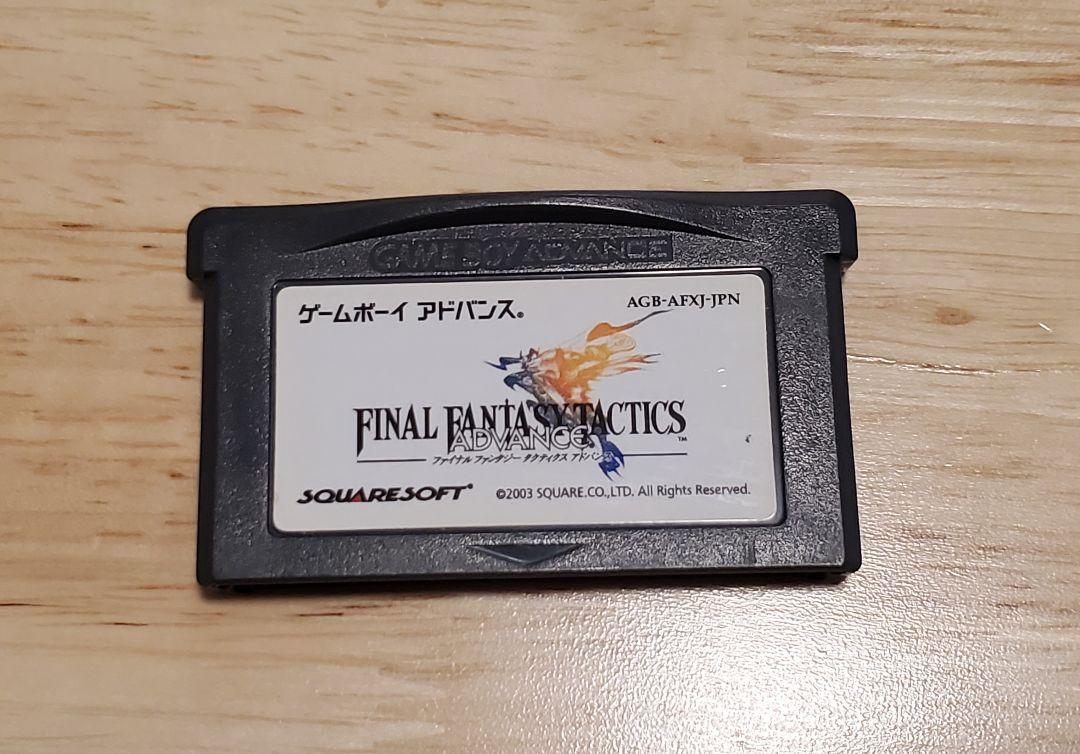 GAME BOY ADVANCE
ゲームボーイ アドバンス®
AGB-AFXJ-JPN
FINAL FANTASY TACTICS™
ADVANCE
ファイナル ファンタジー タクティクス アドバンス
SQUARESOFT®
©2003 SQUARE.CO.,LTD. All Rights Reserved.